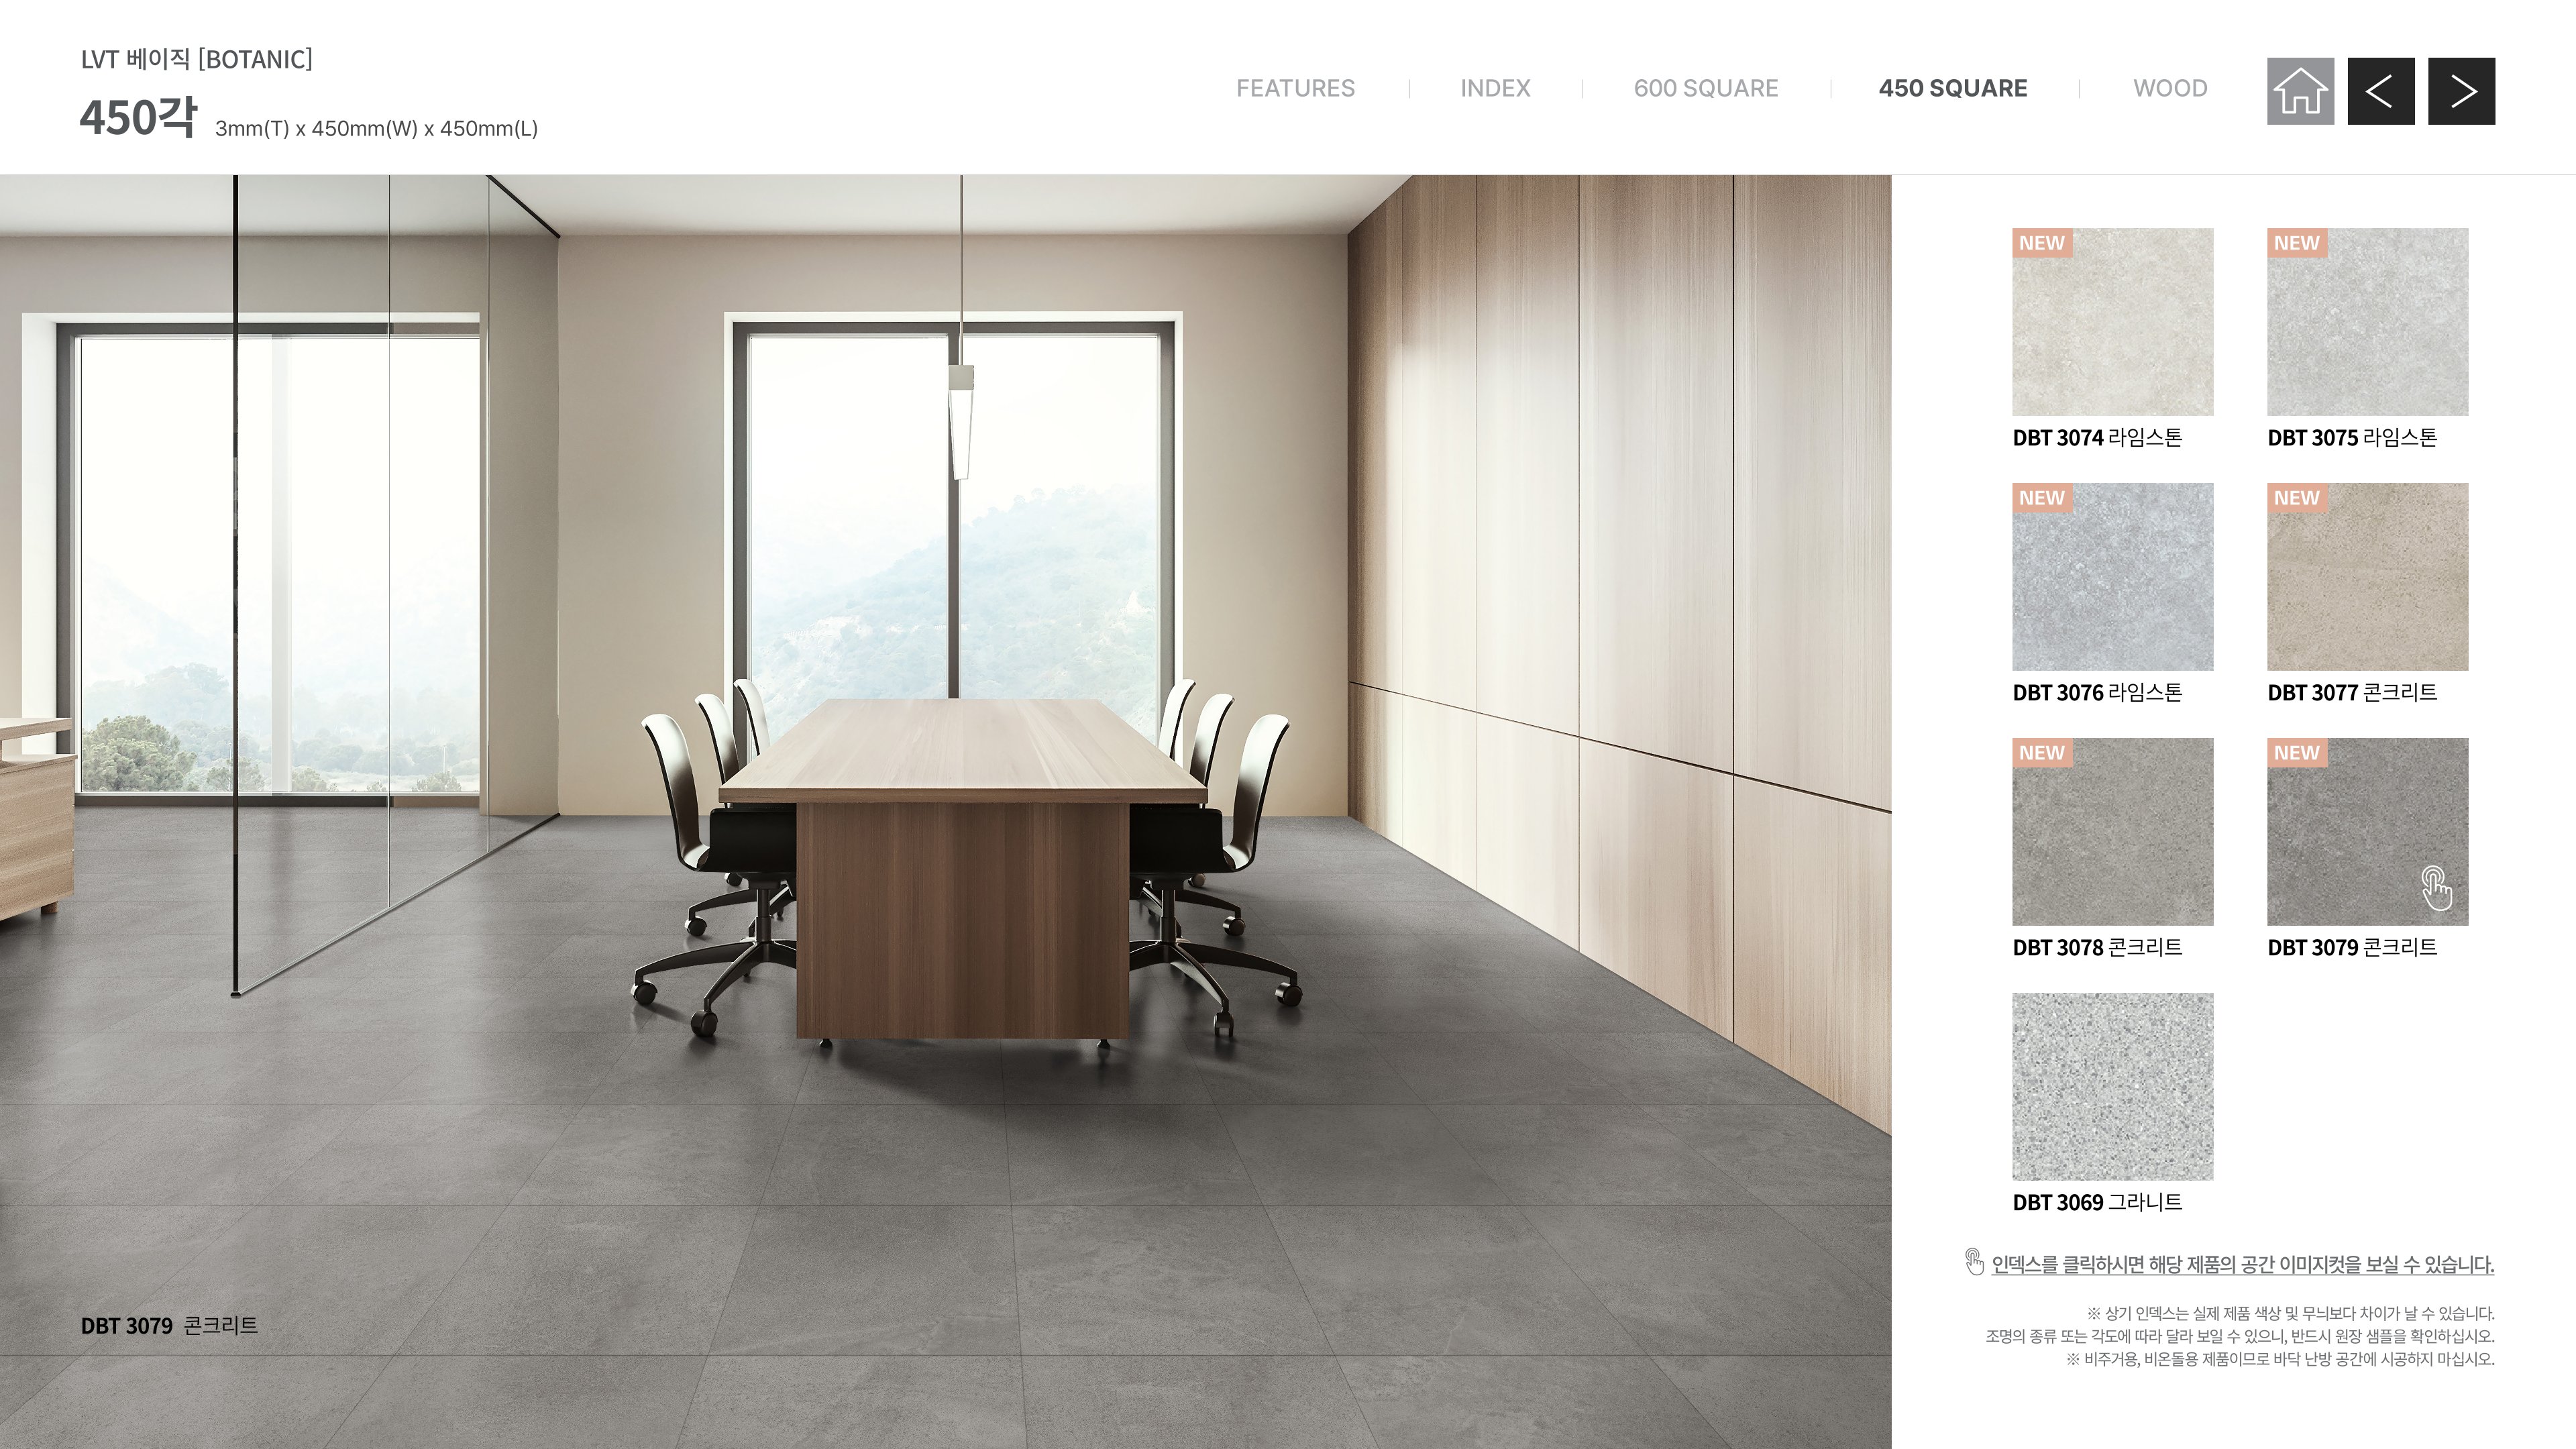 LVT 베이직 [BOTANIC]
450각 3mm(T) x 450mm(W) x 450mm(L)
FEATURES
INDEX
600 SQUARE
450 SQUARE
WOOD
NEW
NEW
DBT 3074 라임스톤
DBT 3075 라임스톤
NEW
NEW
DBT 3076 라임스톤
DBT 3077 콘크리트
NEW
NEW
DBT 3078 콘크리트
DBT 3079 콘크리트
DBT 3069 그라니트
인덱스를 클릭하시면 해당 제품의 공간 이미지컷을 보실 수 있습니다.
※ 상기 인덱스는 실제 제품 색상 및 무늬보다 차이가 날 수 있습니다.
조명의 종류 또는 각도에 따라 달라 보일 수 있으니, 반드시 원장 샘플을 확인하십시오.
※ 비주거용, 비온돌용 제품이므로 바닥 난방 공간에 시공하지 마십시오.
DBT 3079 콘크리트